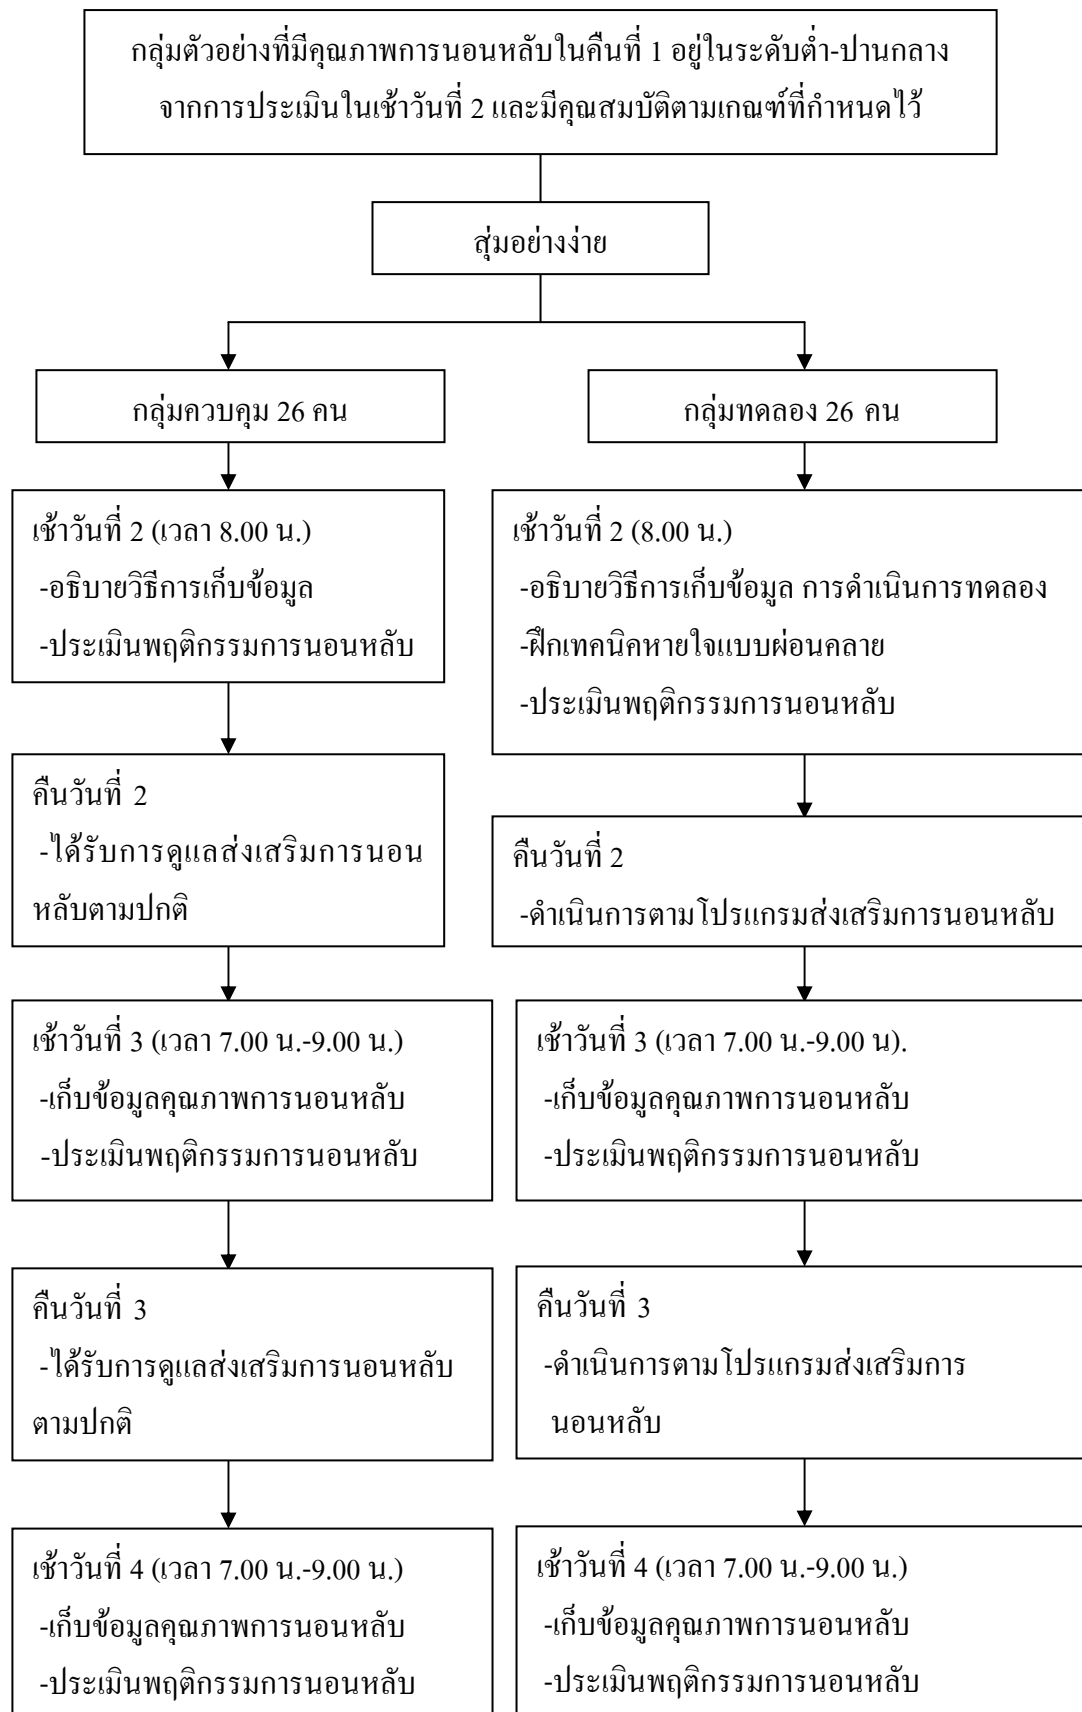 กลุ่มตัวอย่างที่มีคุณภาพการนอนหลับในคืนที่ 1 อยู่ในระดับต่ำ-ปานกลาง
จากการประเมินในเช้าวันที่ 2 และมีคุณสมบัติตามเกณฑ์ที่กำหนดไว้
สุ่มอย่างง่าย
กลุ่มควบคุม 26 คน
กลุ่มทดลอง 26 คน
เช้าวันที่ 2 (เวลา 8.00 น.)
-อธิบายวิธีการเก็บข้อมูล
-ประเมินพฤติกรรมการนอนหลับ
เช้าวันที่ 2 (8.00 น.)
-อธิบายวิธีการเก็บข้อมูล การดำเนินการทดลอง
-ฝึกเทคนิคหายใจแบบผ่อนคลาย
-ประเมินพฤติกรรมการนอนหลับ
คืนวันที่ 2
-ได้รับการดูแลส่งเสริมการนอน
หลับตามปกติ
คืนวันที่ 2
-ดำเนินการตามโปรแกรมส่งเสริมการนอนหลับ
เช้าวันที่ 3 (เวลา 7.00 น.-9.00 น.)
-เก็บข้อมูลคุณภาพการนอนหลับ
-ประเมินพฤติกรรมการนอนหลับ
เช้าวันที่ 3 (เวลา 7.00 น.-9.00 น).
-เก็บข้อมูลคุณภาพการนอนหลับ
-ประเมินพฤติกรรมการนอนหลับ
คืนวันที่ 3
-ได้รับการดูแลส่งเสริมการนอนหลับ
ตามปกติ
คืนวันที่ 3
-ดำเนินการตามโปรแกรมส่งเสริมการ
นอนหลับ
เช้าวันที่ 4 (เวลา 7.00 น.-9.00 น.)
-เก็บข้อมูลคุณภาพการนอนหลับ
-ประเมินพฤติกรรมการนอนหลับ
เช้าวันที่ 4 (เวลา 7.00 น.-9.00 น.)
-เก็บข้อมูลคุณภาพการนอนหลับ
-ประเมินพฤติกรรมการนอนหลับ